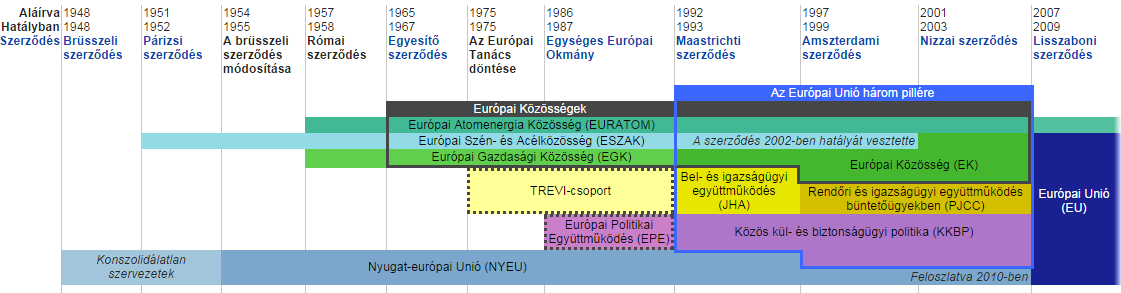 Aláírva 1948 1951 1954 1957 1965 1975 1986 1992 1997 2001 2007
Hatályban 1948 1952 1955 1958 1967 1975 1987 1993 1999 2003 2009
Szerződés
Brüsszeli
szerződés
Párizsi
szerződés
A brüsszeli
szerződés
módosítása
Római
szerződés
Egyesítő
szerződés
Az Európai
Tanács
döntése
Egységes Európai
Okmány
Maastrichti
szerződés
Amszterdami
szerződés
Nizzai szerződés
Lisszaboni
szerződés
Az Európai Unió három pillére
Európai Közösségek
Európai Atomenergia Közösség (EURATOM)
Európai Szén- és Acélközösség (ESZAK)
A szerződés 2002-ben hatályát vesztette
Európai Gazdasági Közösség (EGK)
Európai Közösség (EK)
TREVI-csoport
Bel- és igazságügyi
együttműködés
(JHA)
Rendőri és igazságügyi együttműködés
büntetőügyekben (PJCC)
Európai Unió
(EU)
Európai Politikai
Együttműködés (EPE)
Közös kül- és biztonságügyi politika (KKBP)
Konszolidálatlan
szervezetek
Nyugat-európai Unió (NYEU)
Feloszlatva 2010-ben